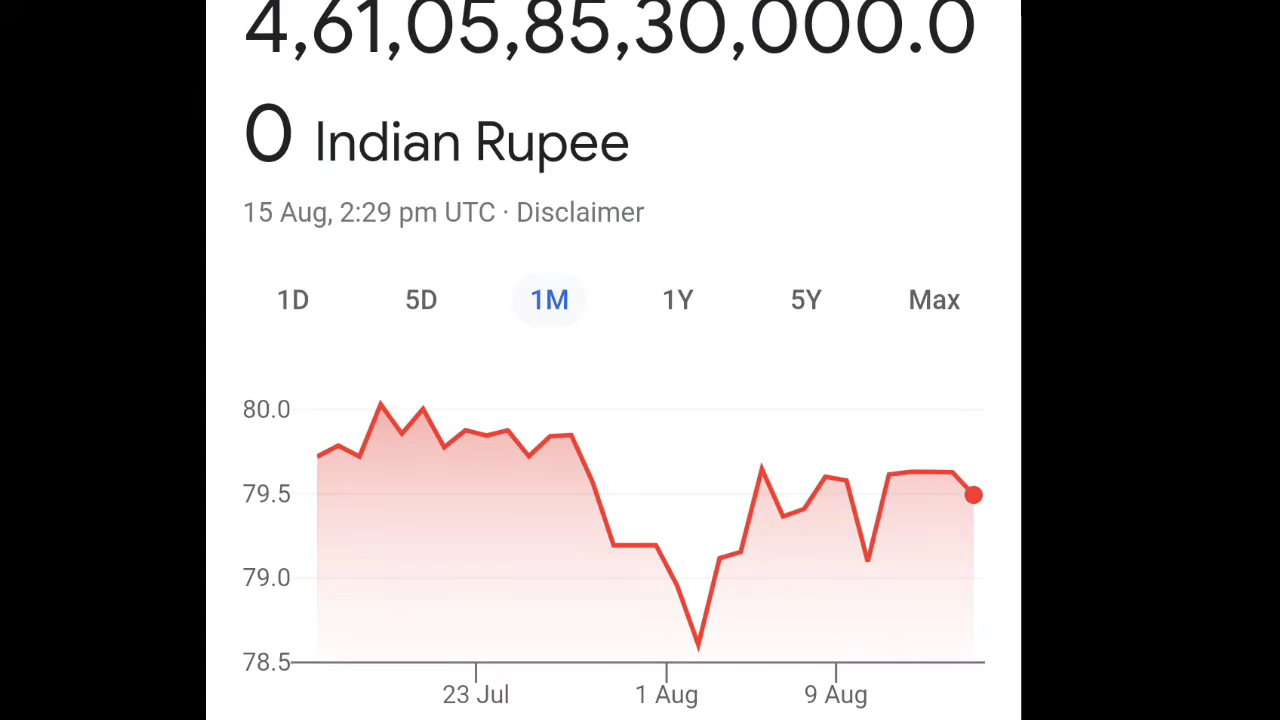 4,61,05,85,30,000.0
0 Indian Rupee
15 Aug, 2:29 pm UTC · Disclaimer
1D 5D 1M 1Y 5Y Max
80.0
79.5
79.0
78.5
23 Jul 1 Aug 9 Aug